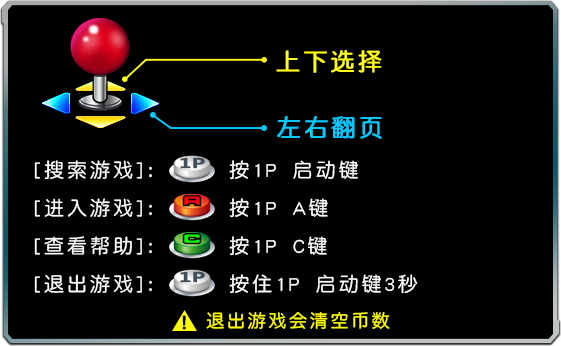 上下选择
左右翻页
[搜索游戏]: 1P 按1P 启动键
[进入游戏]: A 按1P A键
[查看帮助]: C 按1P C键
[退出游戏]: 1P 按住1P 启动键3秒
退出游戏会清空币数